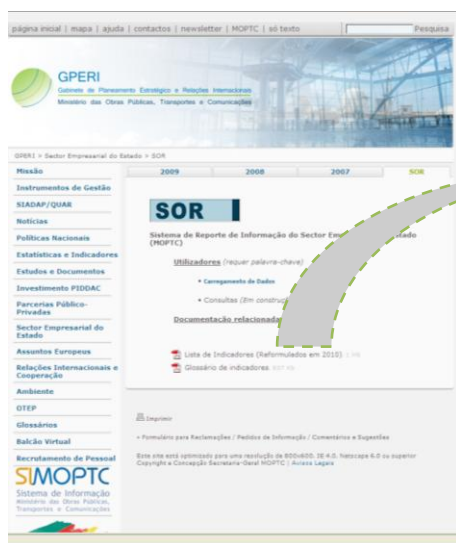 página inicial | mapa | ajuda | contactos | newsletter | MOPTC | só texto
Pesquisa
GPERI
Gabinete de Planeamento Estratégico e Relações Internacionais
Ministério das Obras Públicas, Transportes e Comunicações
GPERI > Sector Empresarial do Estado > SOR
Missão
Instrumentos de Gestão
SIADAP/QUAR
Notícias
Políticas Nacionais
Estatísticas e Indicadores
Estudos e Documentos
Investimento PIDDAC
Parcerias Público-
Privadas
Sector Empresarial do
Estado
Assuntos Europeus
Relações Internacionais e
Cooperação
Ambiente
OTEP
Glossários
Balcão Virtual
Recrutamento de Pessoal
SIMOPTC
Sistema de Informação
Ministério das Obras Públicas,
Transportes e Comunicações
2009 2008 2007 SOR
SOR
Sistema de Reporte de Informação do Sector Em tado
(MOPTC)
Utilizadores (requer palavra-chave)
• Carregamento de Dados
• Consultas (Em construç
Documentação relacionada
Lista de Indicadores (Reformulados em 2010)
Glossário de indicadores
Imprimir
» Formulário para Reclamações / Pedidos de Informação / Comentários e Sugestões
Este site está optimizado para uma resolução de 800x600, IE 4.0, Netscape 6.0 ou superior
Copyright e Concepção Secretaria-Geral MOPTC | Avisos Legais